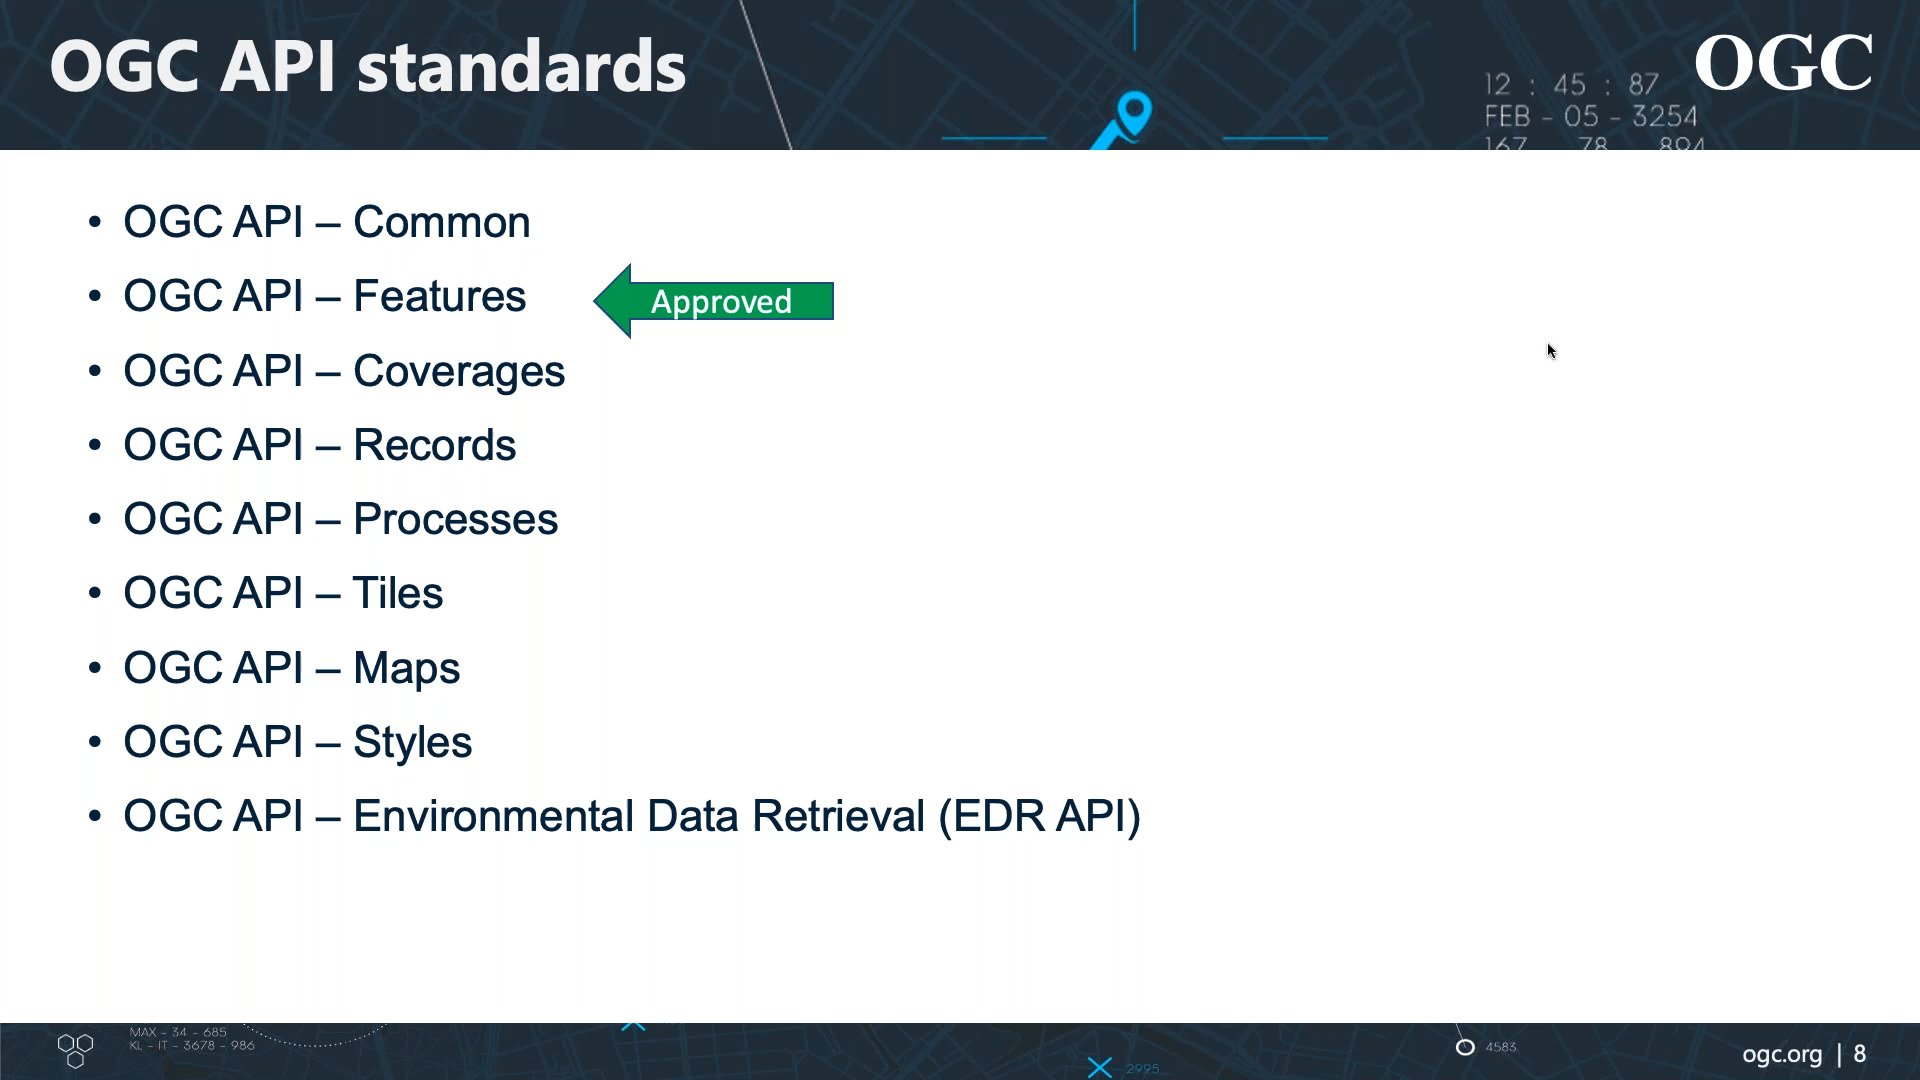 OGC API standards
OGC
12 : 45 : 87
FEB - 05 - 3254
167 78 894
• OGC API – Common
• OGC API – Features
Approved
• OGC API – Coverages
• OGC API – Records
• OGC API – Processes
• OGC API – Tiles
• OGC API – Maps
• OGC API – Styles
• OGC API – Environmental Data Retrieval (EDR API)
MAX - 34 - 685
KL - IT - 3678 - 986
4583
2995
ogc.org | 8